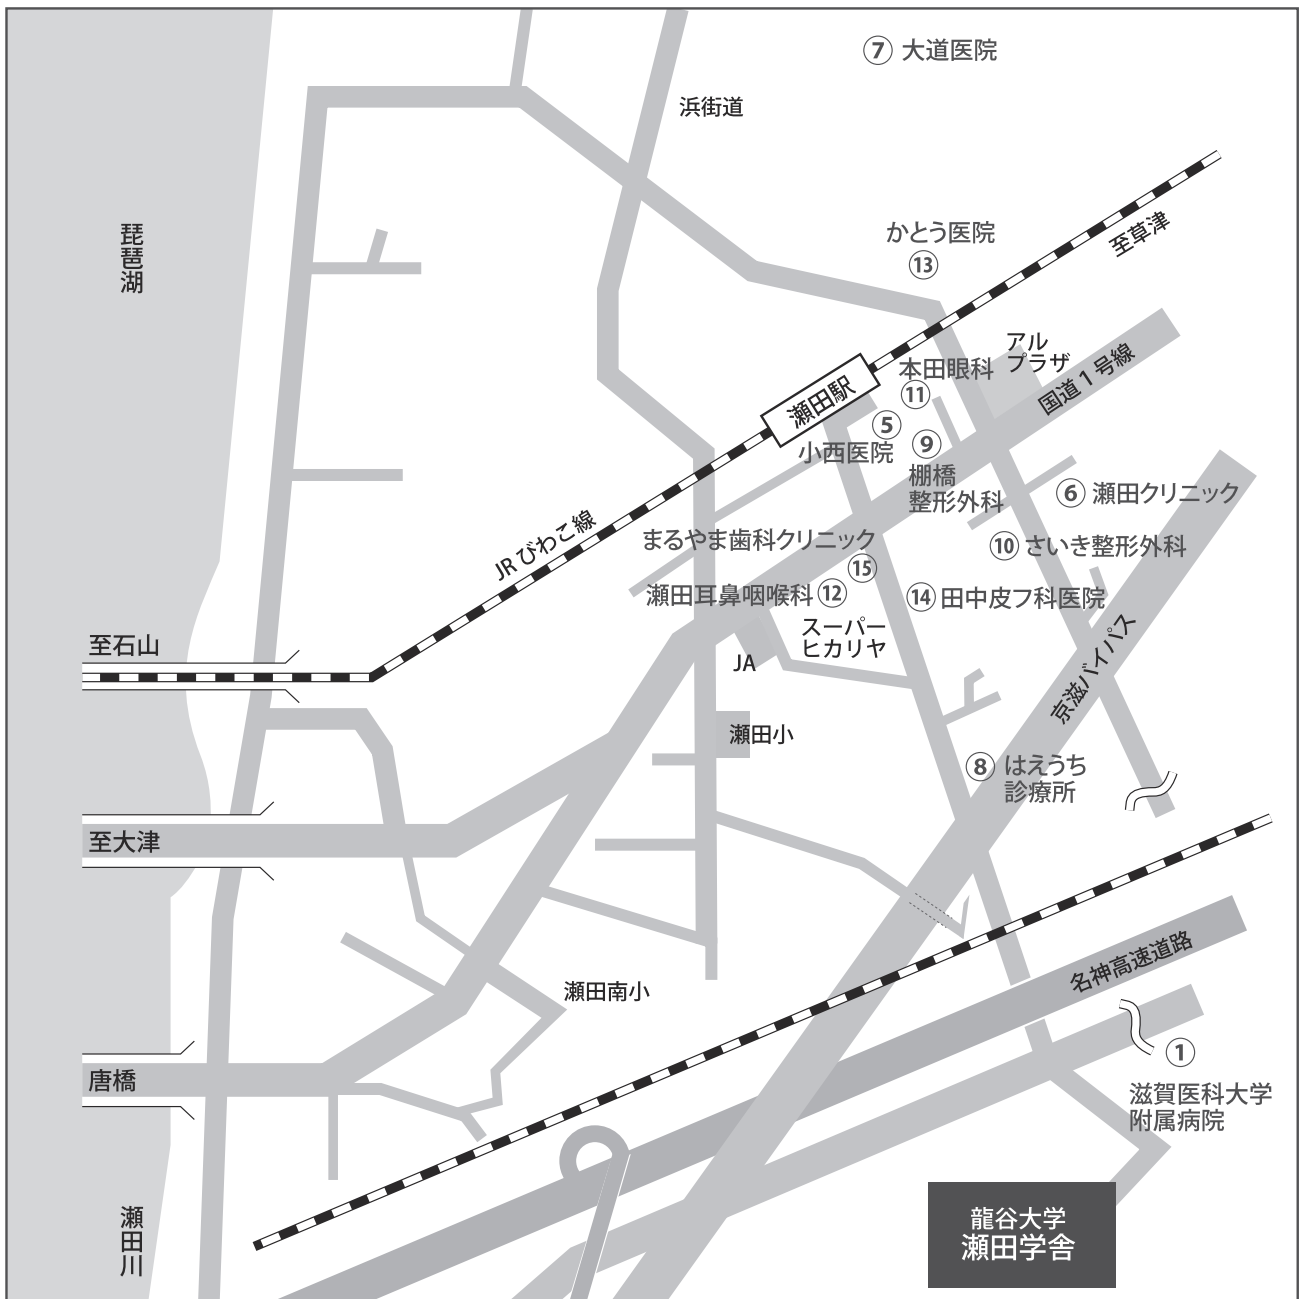 ⑦ 大道医院
浜街道
琵琶湖
かとう医院
⑬
至草津
アル
プラザ
本田眼科
⑪
国道1号線
瀬田駅
⑤
小西医院
⑨
棚橋
整形外科
⑥ 瀬田クリニック
JRびわこ線
まるやま歯科クリニック
⑮
⑩ さいき整形外科
瀬田耳鼻咽喉科 ⑫
⑭ 田中皮フ科医院
スーパー
ヒカリヤ
JA
至石山
京滋バイパス
瀬田小
⑧ はえうち
診療所
至大津
名神高速道路
瀬田南小
①
滋賀医科大学
附属病院
唐橋
瀬田川
龍谷大学
瀬田学舎